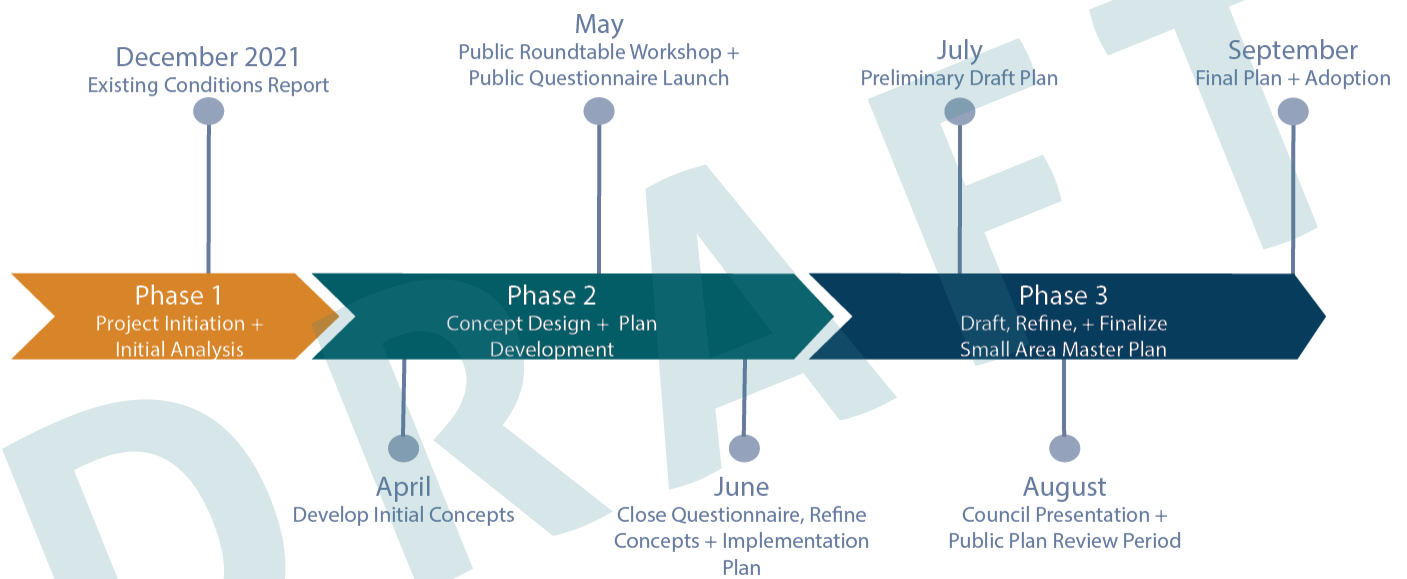 December 2021
Existing Conditions Report
May
Public Roundtable Workshop +
Public Questionnaire Launch
July
Preliminary Draft Plan
September
Final Plan + Adoption
Phase 1
Project Initiation +
Initial Analysis
Phase 2
Concept Design + Plan
Development
Phase 3
Draft, Refine, + Finalize
Small Area Master Plan
April
Develop Initial Concepts
June
Close Questionnaire, Refine
Concepts + Implementation
Plan
August
Council Presentation +
Public Plan Review Period
DRAFT